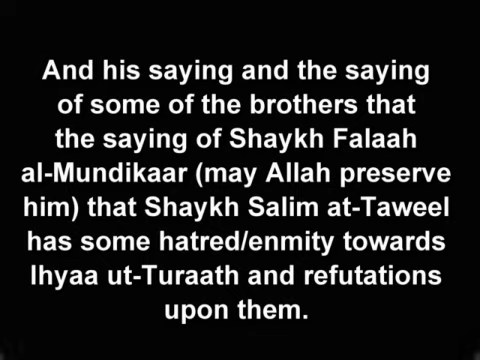 And his saying and the saying
of some of the brothers that
the saying of Shaykh Falaah
al-Mundikaar (may Allah preserve
him) that Shaykh Salim at-Taweel
has some hatred/enmity towards
Ihyaa ut-Turaath and refutations
upon them.